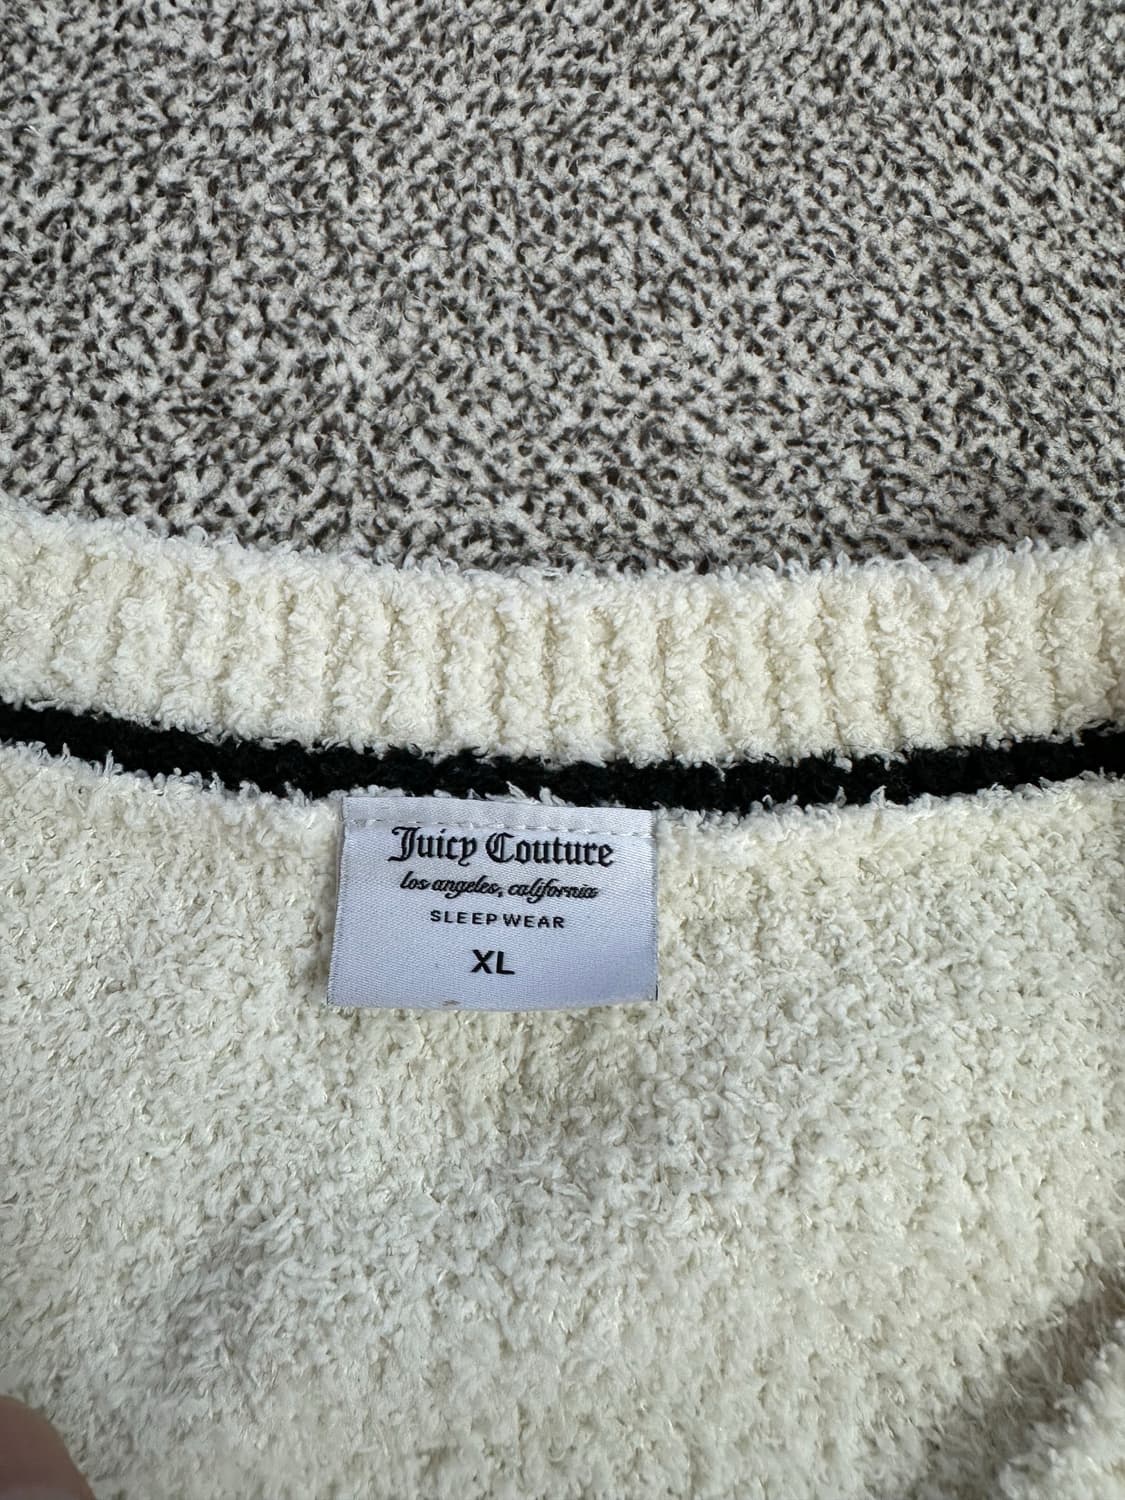 Juicy Couture
los angeles, california
SLEEPWEAR
XL